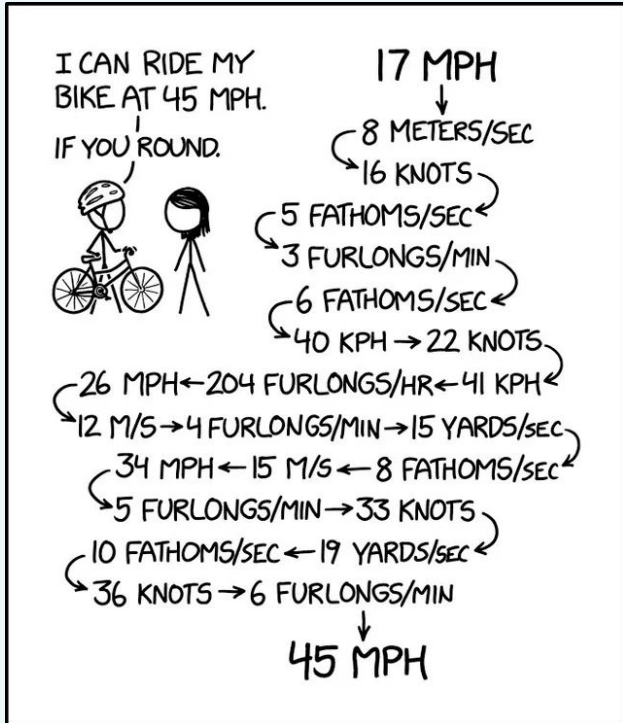 I CAN RIDE MY
BIKE AT 45 MPH.
IF YOU ROUND.
17 MPH
8 METERS/SEC
16 KNOTS
5 FATHOMS/SEC
3 FURLONGS/MIN
6 FATHOMS/SEC
40 KPH → 22 KNOTS
26 MPH ← 204 FURLONGS/HR ← 41 KPH
12 M/S → 4 FURLONGS/MIN → 15 YARDS/SEC
34 MPH ← 15 M/S ← 8 FATHOMS/SEC
5 FURLONGS/MIN → 33 KNOTS
10 FATHOMS/SEC ← 19 YARDS/SEC
36 KNOTS → 6 FURLONGS/MIN
45 MPH